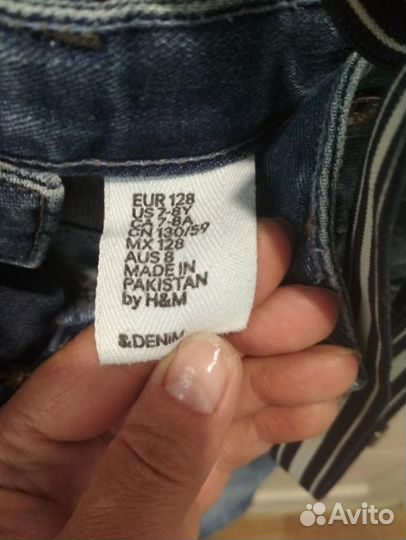 EUR 128
US 7-8Y
CA 7-8A
CN 130/59
MX 128
AUS 8
MADE IN
PAKISTAN
by H&M
&DENIM
Avito